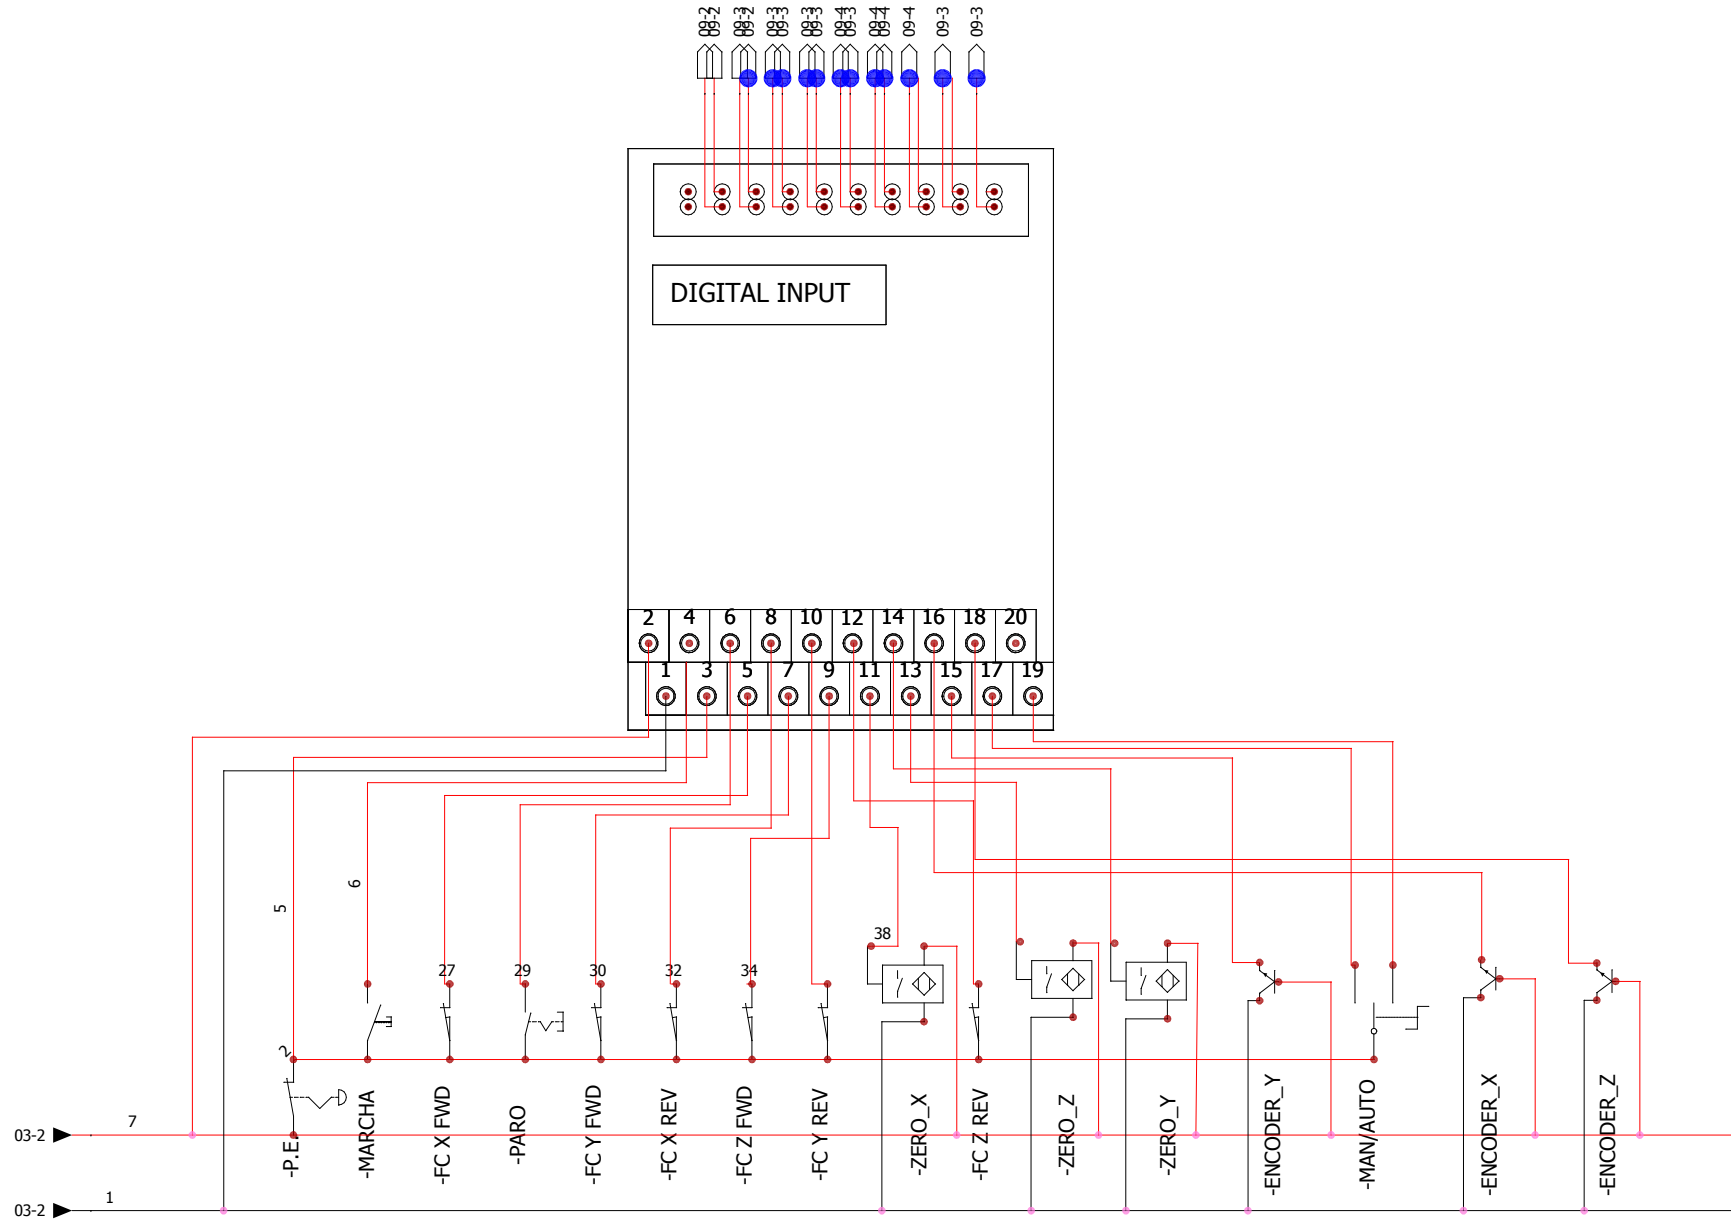 09-2
09-2
09-3
09-2
09-3
09-3
09-3
09-3
09-4
09-3
09-4
09-4
09-4
09-3
09-3
DIGITAL INPUT
2 4 6 8 10 12 14 16 18 20
1 3 5 7 9 11 13 15 17 19
6
5
38
27 29 30 32 34
2
7
03-2
-P.E.
-MARCHA
-FC X FWD
-PARO
-FC Y FWD
-FC X REV
-FC Z FWD
-FC Y REV
-ZERO_X
-FC Z REV
-ZERO_Z
-ZERO_Y
-ENCODER_Y
-MAN/AUTO
-ENCODER_X
-ENCODER_Z
1
03-2